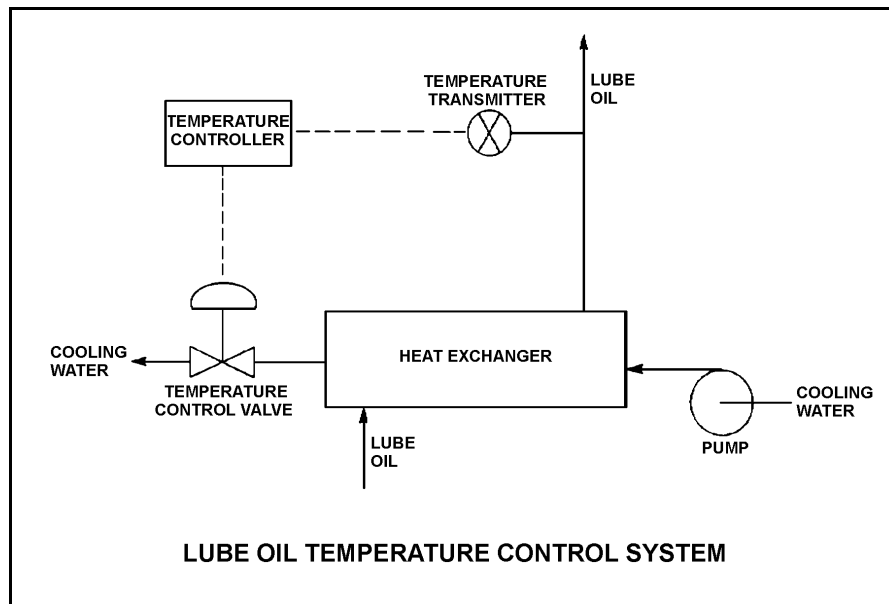 TEMPERATURE
TRANSMITTER
LUBE
OIL
TEMPERATURE
CONTROLLER
COOLING
WATER
HEAT EXCHANGER
TEMPERATURE
CONTROL VALVE
COOLING
WATER
PUMP
LUBE
OIL
LUBE OIL TEMPERATURE CONTROL SYSTEM